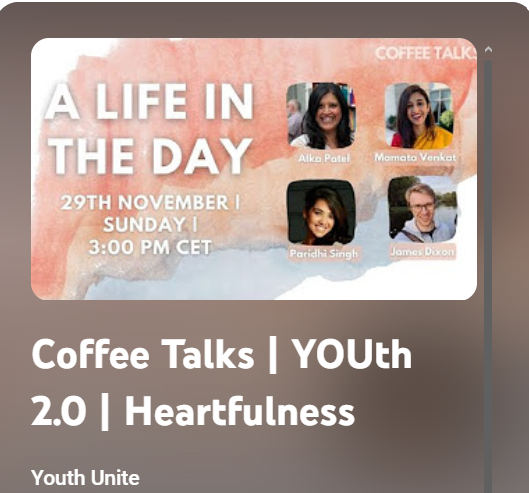 COFFEE TALKS
A LIFE IN
THE DAY
29TH NOVEMBER |
SUNDAY |
3:00 PM CET
Alka Patel
Mamata Venkat
Paridhi Singh
James Dixon
Coffee Talks | YOUth
2.0 | Heartfulness
Youth Unite